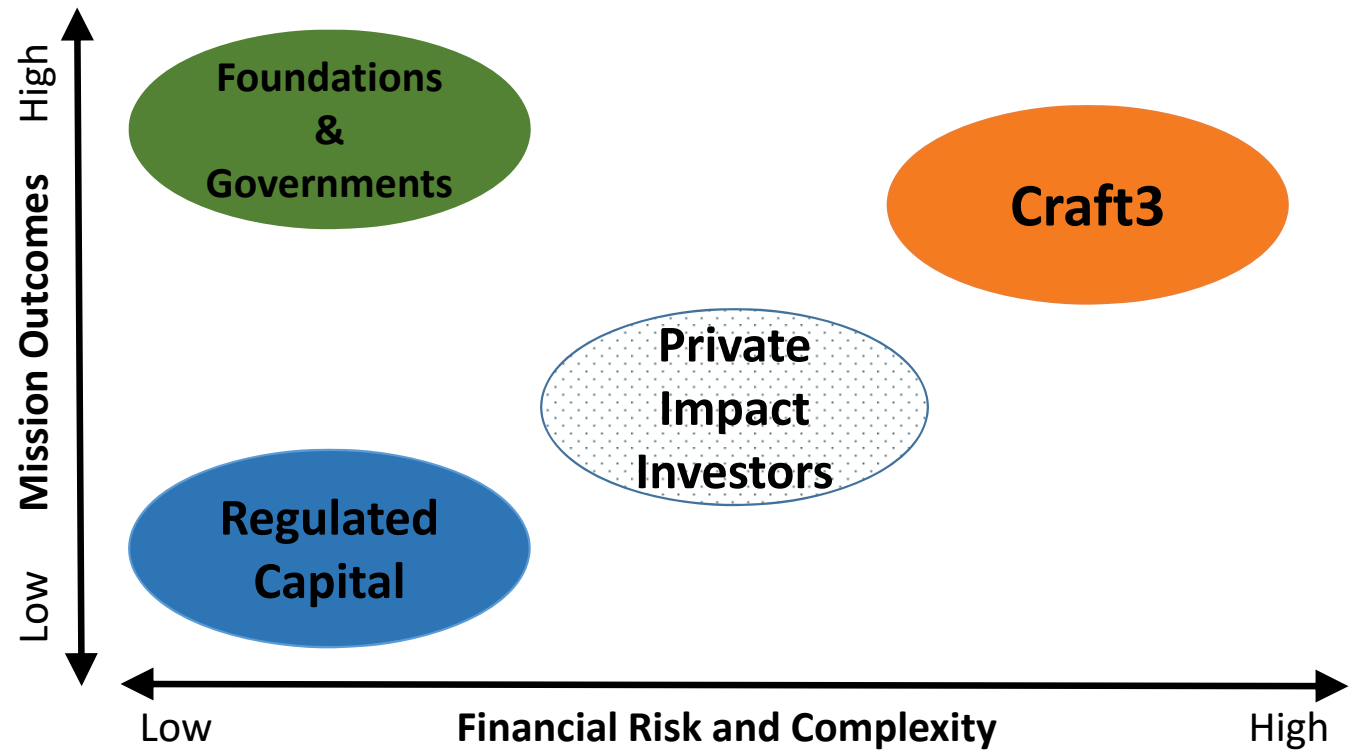 High
Mission Outcomes
Low
Foundations
&
Governments
Craft3
Private
Impact
Investors
Regulated
Capital
Low
Financial Risk and Complexity
High